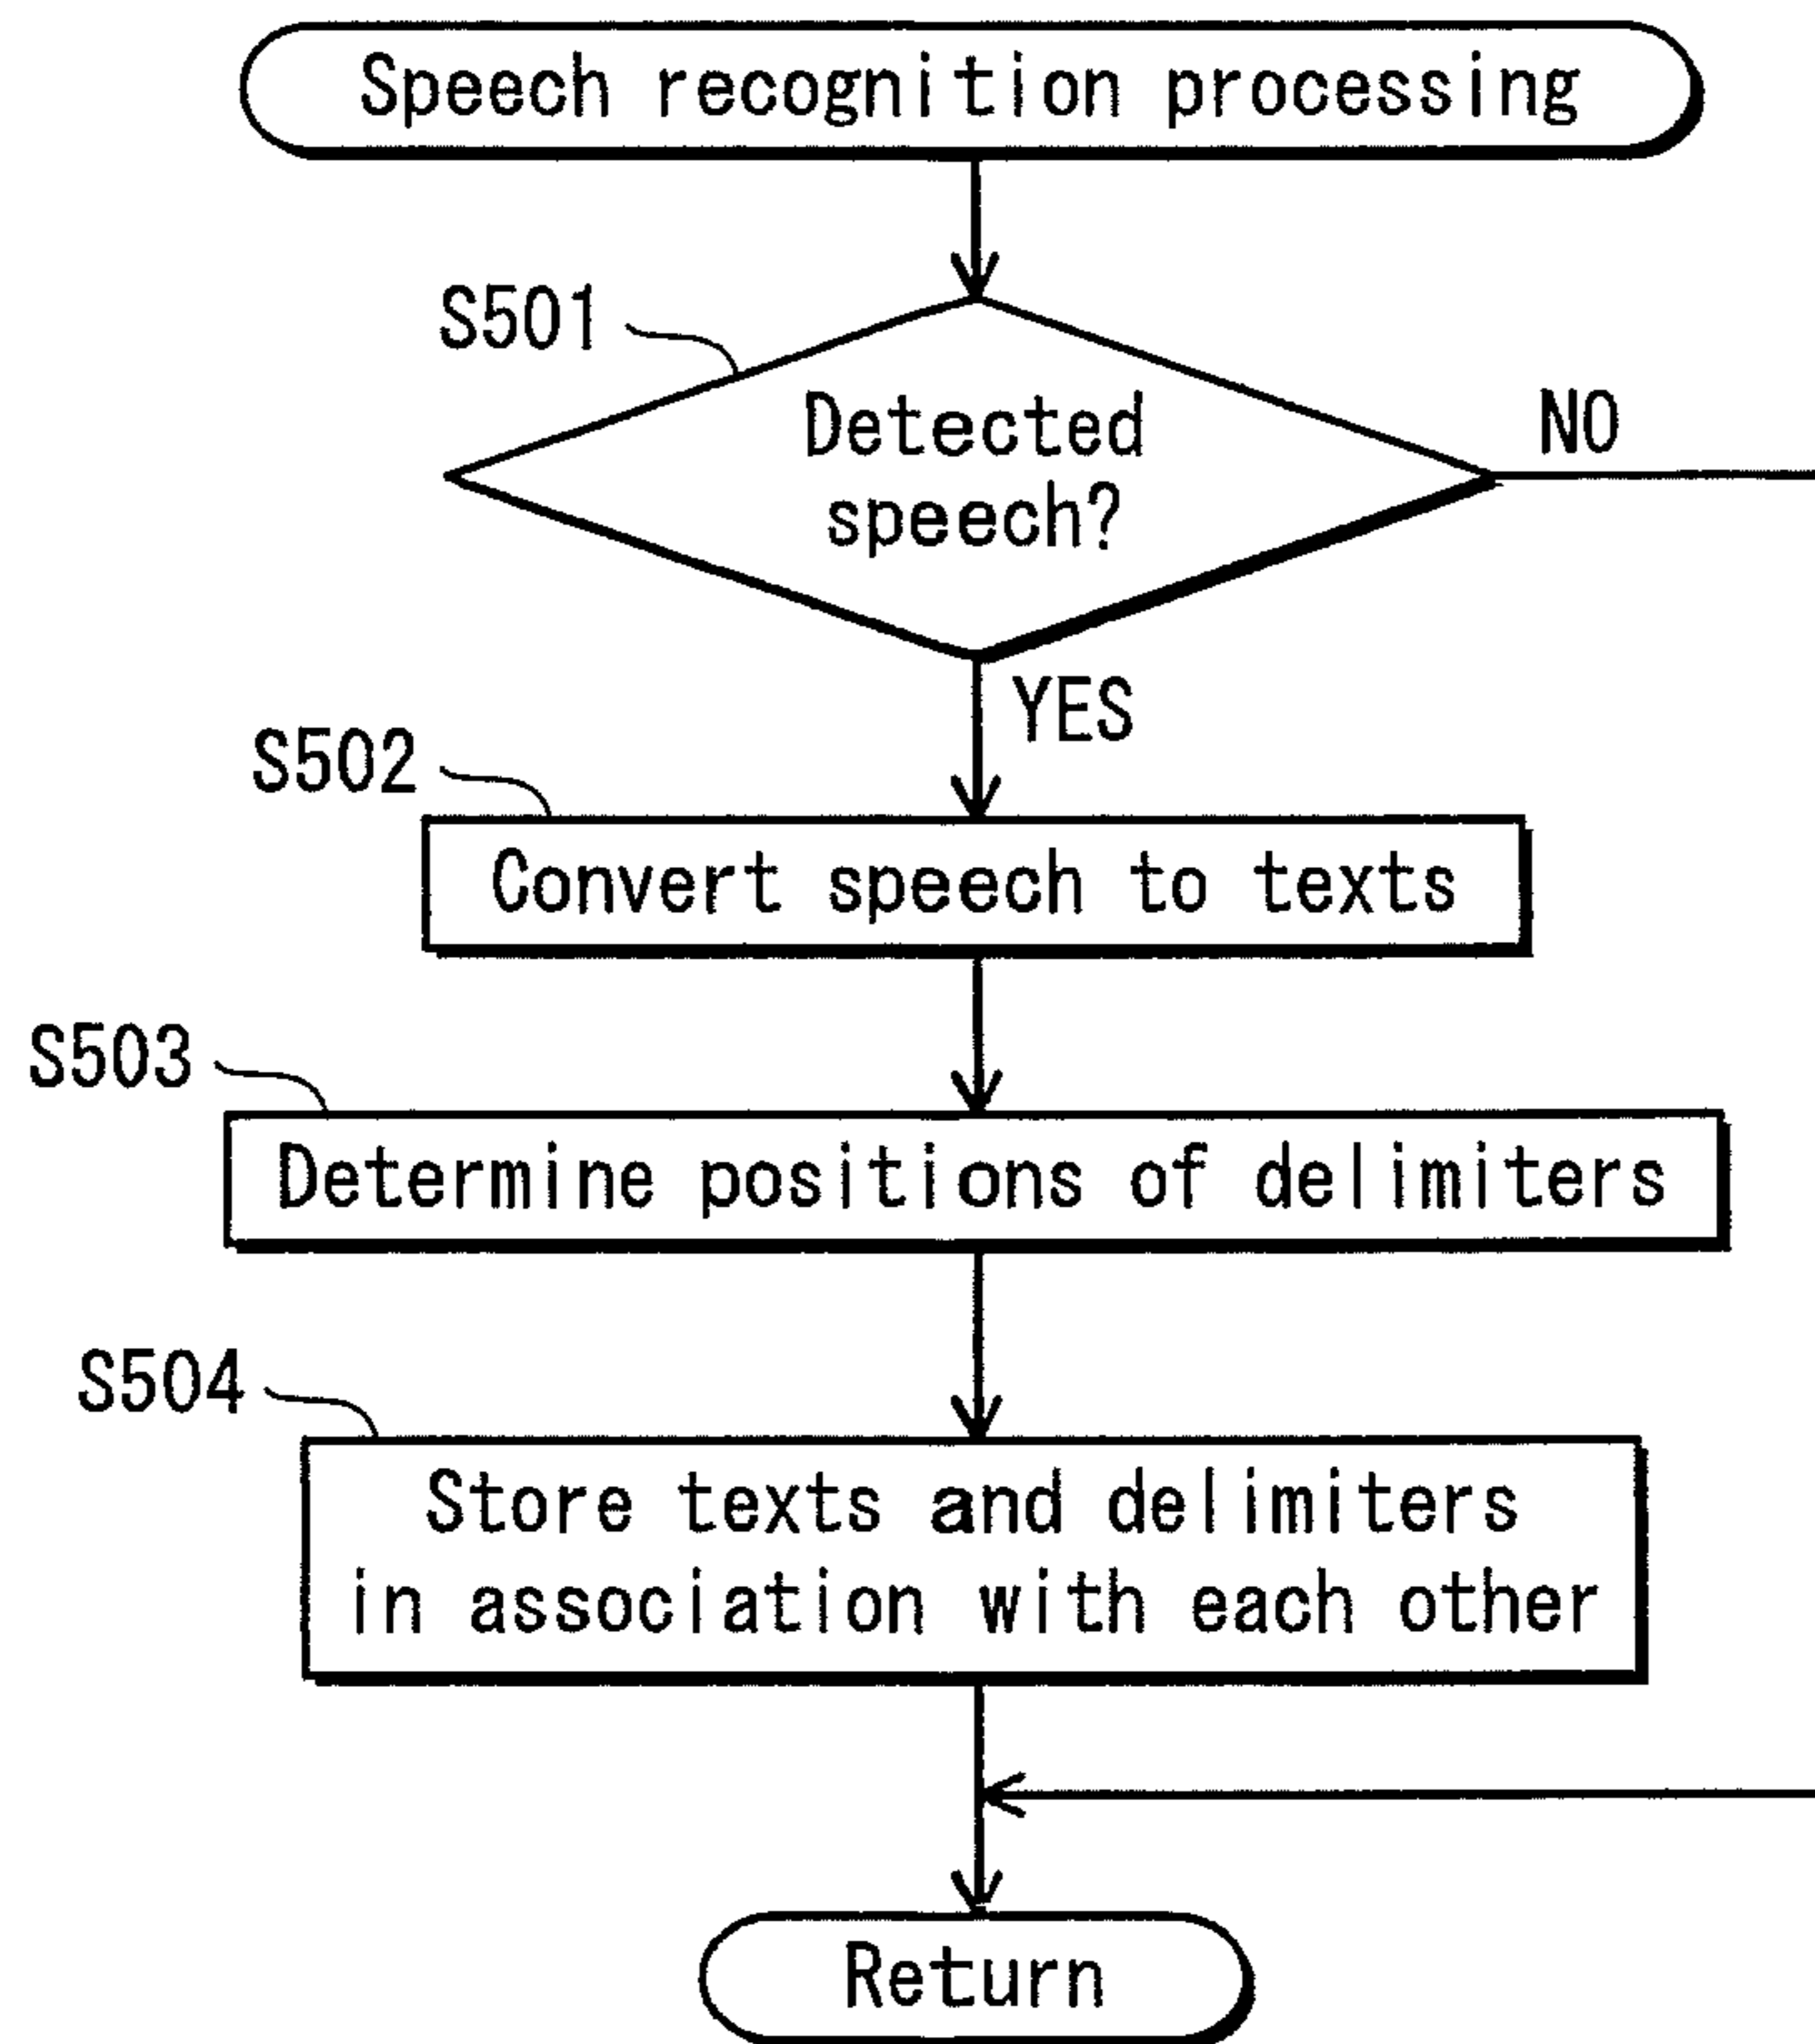 Speech recognition processing
S501
Detected
speech?
NO
YES
S502
Convert speech to texts
S503
Determine positions of delimiters
S504
Store texts and delimiters
in association with each other
Return